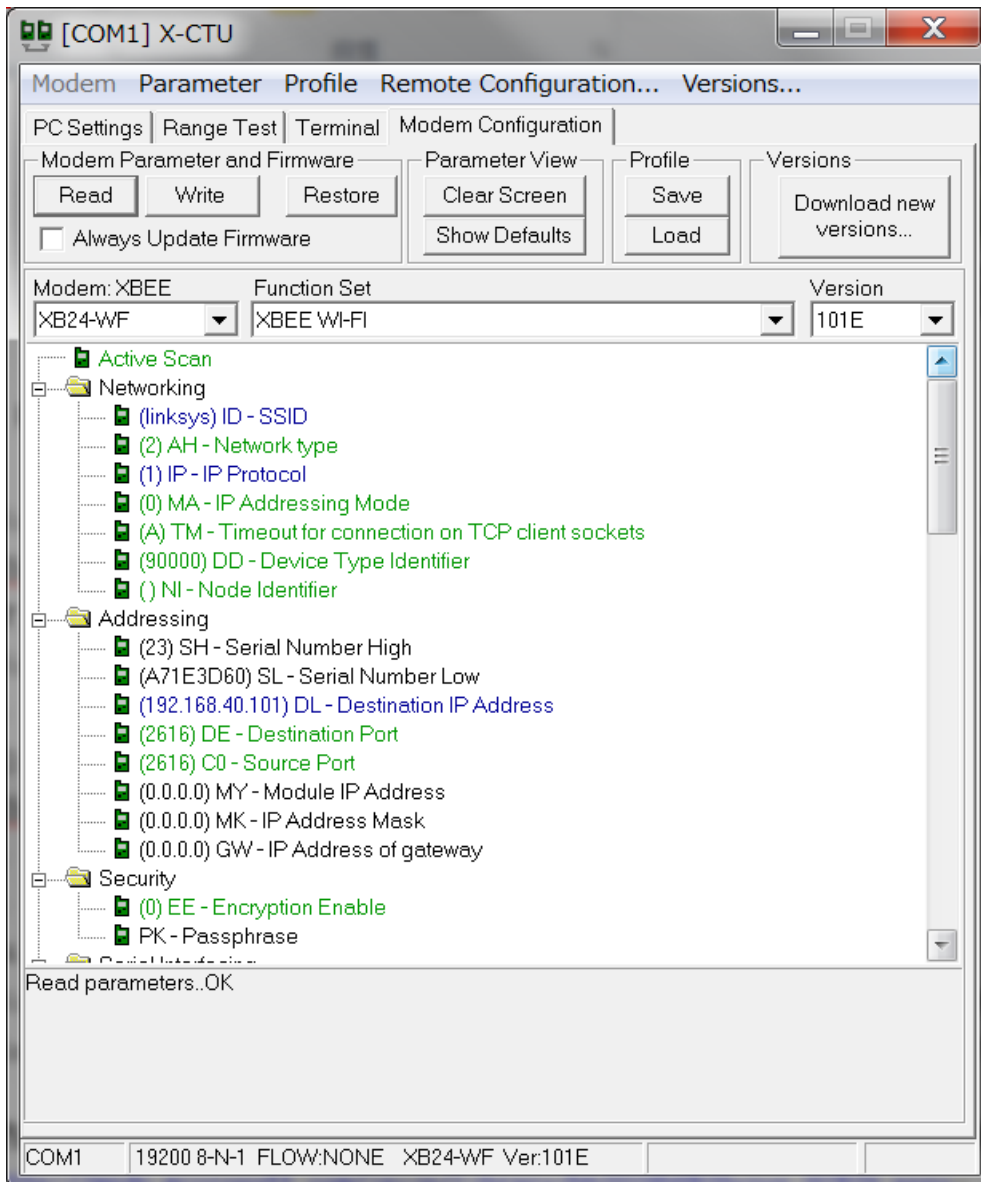 [COM1] X-CTU
Modem Parameter Profile Remote Configuration... Versions...
PC Settings Range Test Terminal Modem Configuration
Modem Parameter and Firmware Parameter View Profile Versions
Read Write Restore Clear Screen Save Download new versions...
Always Update Firmware Show Defaults Load
Modem: XBEE Function Set Version
XB24-WF XBEE WI-FI 101E
Active Scan
Networking
(linksys) ID - SSID
(2) AH - Network type
(1) IP - IP Protocol
(0) MA - IP Addressing Mode
(A) TM - Timeout for connection on TCP client sockets
(90000) DD - Device Type Identifier
() NI - Node Identifier
Addressing
(23) SH - Serial Number High
(A71E3D60) SL - Serial Number Low
(192.168.40.101) DL - Destination IP Address
(2616) DE - Destination Port
(2616) C0 - Source Port
(0.0.0.0) MY - Module IP Address
(0.0.0.0) MK - IP Address Mask
(0.0.0.0) GW - IP Address of gateway
Security
(0) EE - Encryption Enable
PK - Passphrase
Read parameters..OK
COM1 19200 8-N-1 FLOW:NONE XB24-WF Ver:101E